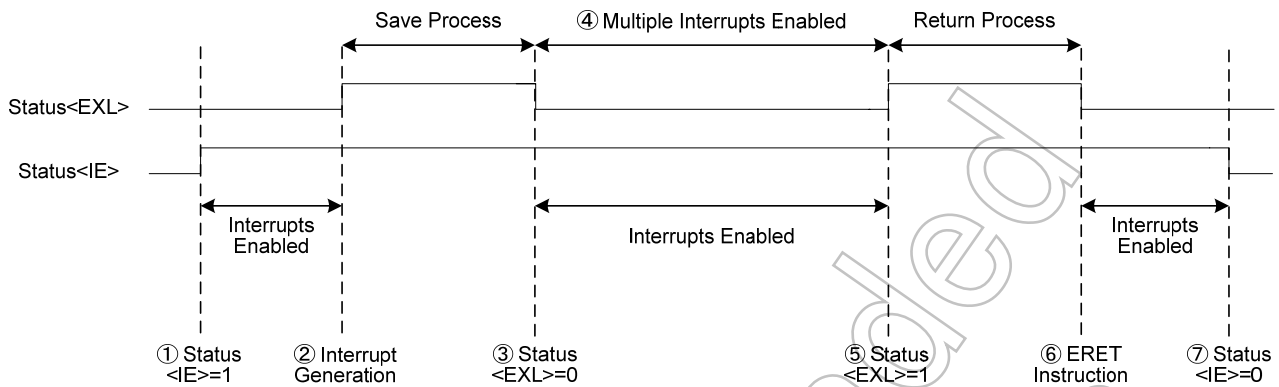 Save Process
④ Multiple Interrupts Enabled
Return Process
Status<EXL>
Status<IE>
Interrupts
Enabled
Interrupts Enabled
Interrupts
Enabled
① Status
<IE>=1
② Interrupt
Generation
③ Status
<EXL>=0
⑤ Status
<EXL>=1
⑥ ERET
Instruction
⑦ Status
<IE>=0
ded